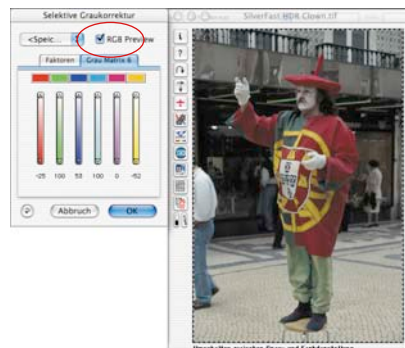 Selektive Graukorrektur
<Speic...
RGB Preview
Faktoren
Grau Matrix 6
-25 100 53 100 0 -52
Abbruch
OK
SilverFast HDR Clown.tif